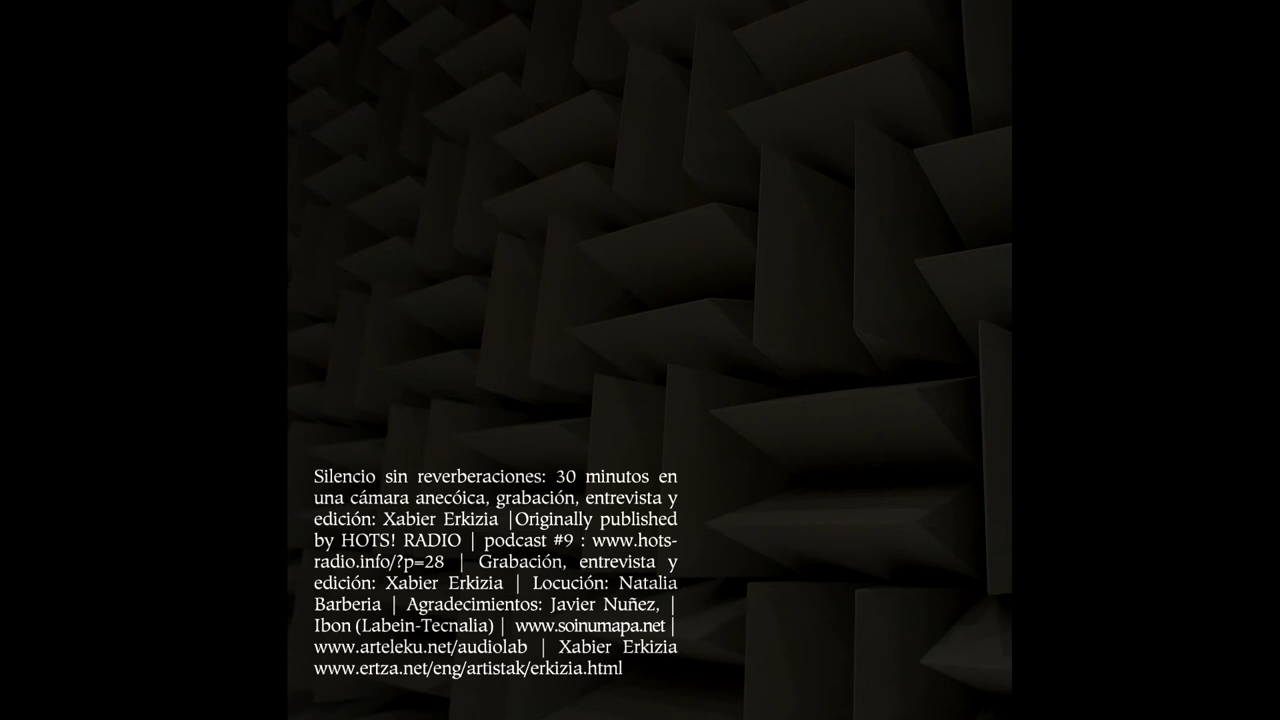 Silencio sin reverberaciones: 30 minutos en
una cámara anecóica, grabación, entrevista y
edición: Xabier Erkizia |Originally published
by HOTS! RADIO | podcast #9 : www.hots-
radio.info/?p=28 | Grabación, entrevista y
edición: Xabier Erkizia | Locución: Natalia
Barberia | Agradecimientos: Javier Nuñez, |
Ibon (Labein-Tecnalia) | www.soinumapa.net |
www.arteleku.net/audiolab | Xabier Erkizia
www.ertza.net/eng/artistak/erkizia.html